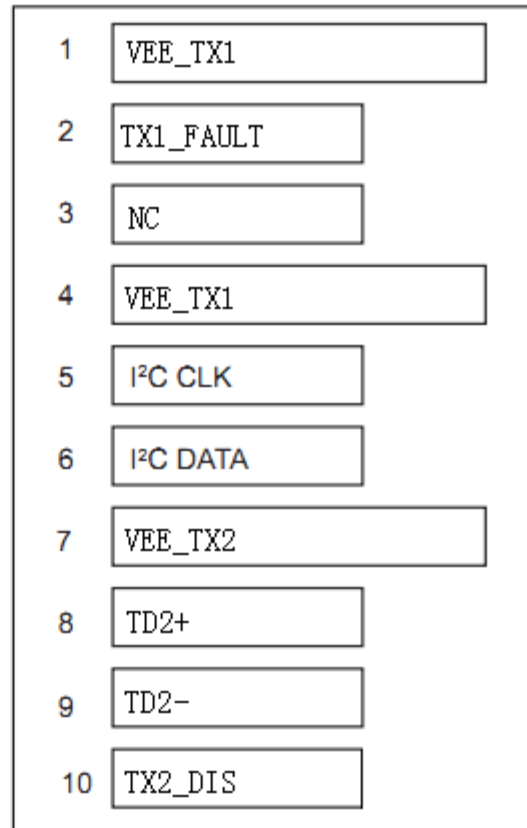 1 VEE_TX1
2 TX1_FAULT
3 NC
4 VEE_TX1
5 I²C CLK
6 I²C DATA
7 VEE_TX2
8 TD2+
9 TD2-
10 TX2_DIS